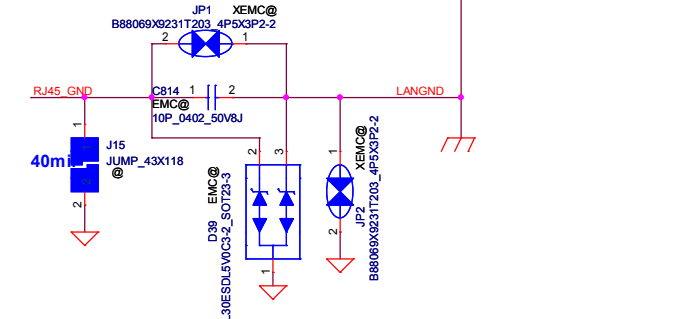 JP1
XEMC@
B88069X9231T203_4P5X3P2-2
2
1
RJ45_GND
C814
1
2
LANGND
EMC@
10P_0402_50V8J
1
J15
40mil
JUMP_43X118
@
2
2
3
EMC@
D39
.30ESDL5V0C3-2_SOT23-3
1
1
XEMC@
JP2
B88069X9231T203_4P5X3P2-2
2